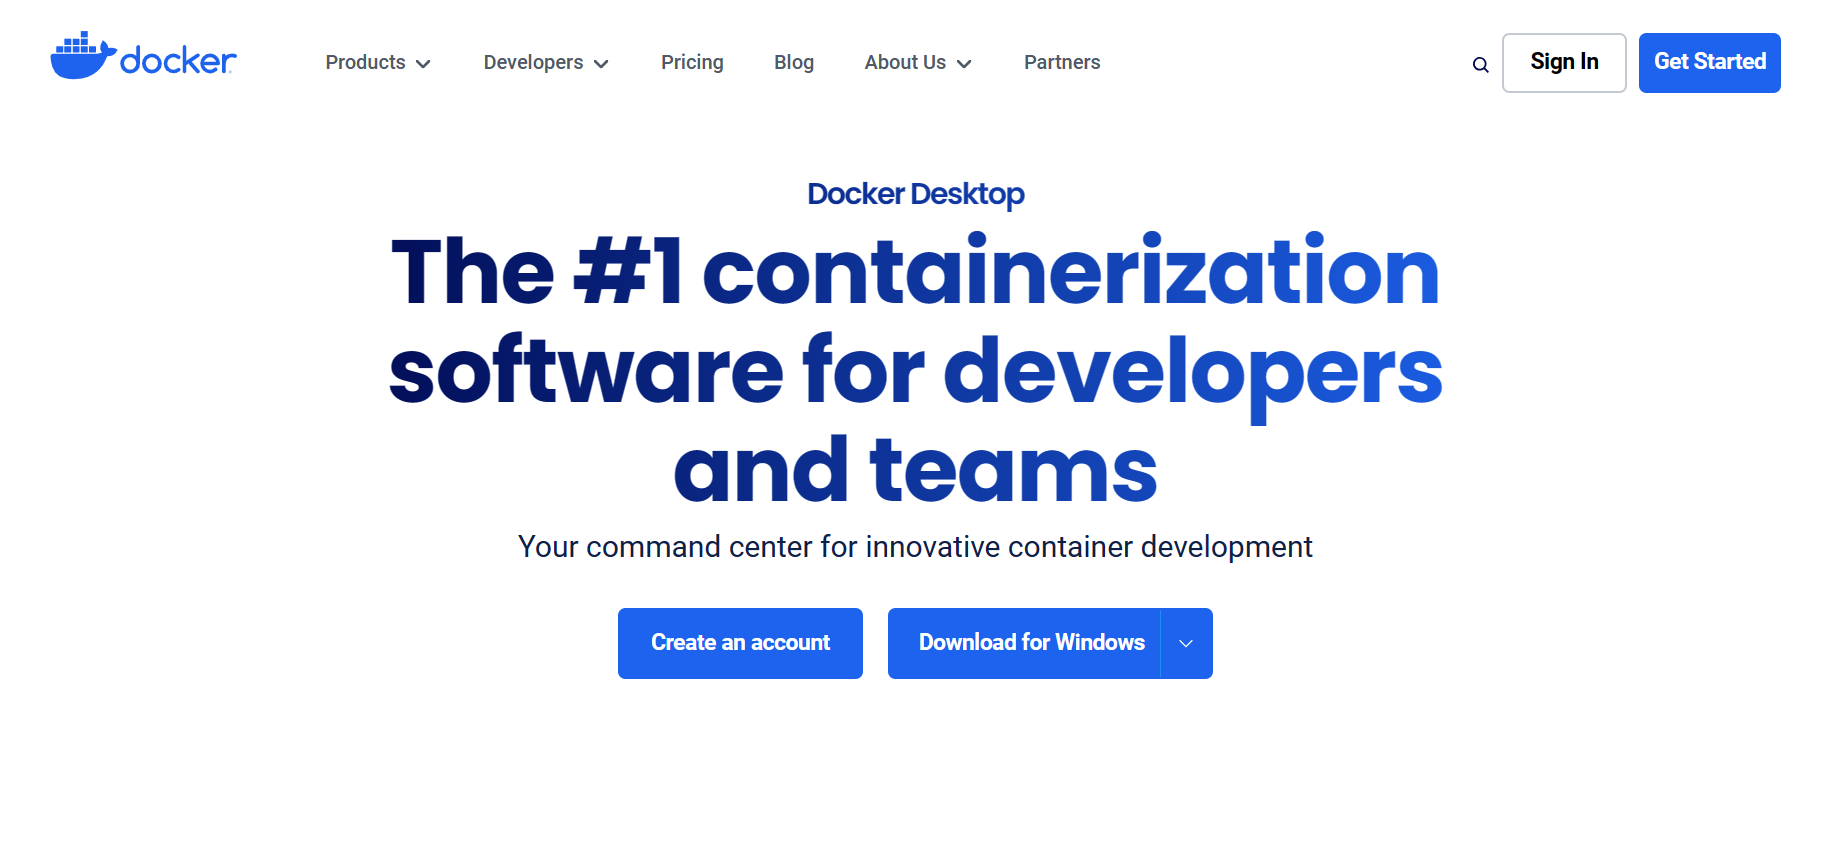 docker
Products
Developers
Pricing
Blog
About Us
Partners
Sign In
Get Started
Docker Desktop
The #1 containerization
software for developers
and teams
Your command center for innovative container development
Create an account
Download for Windows